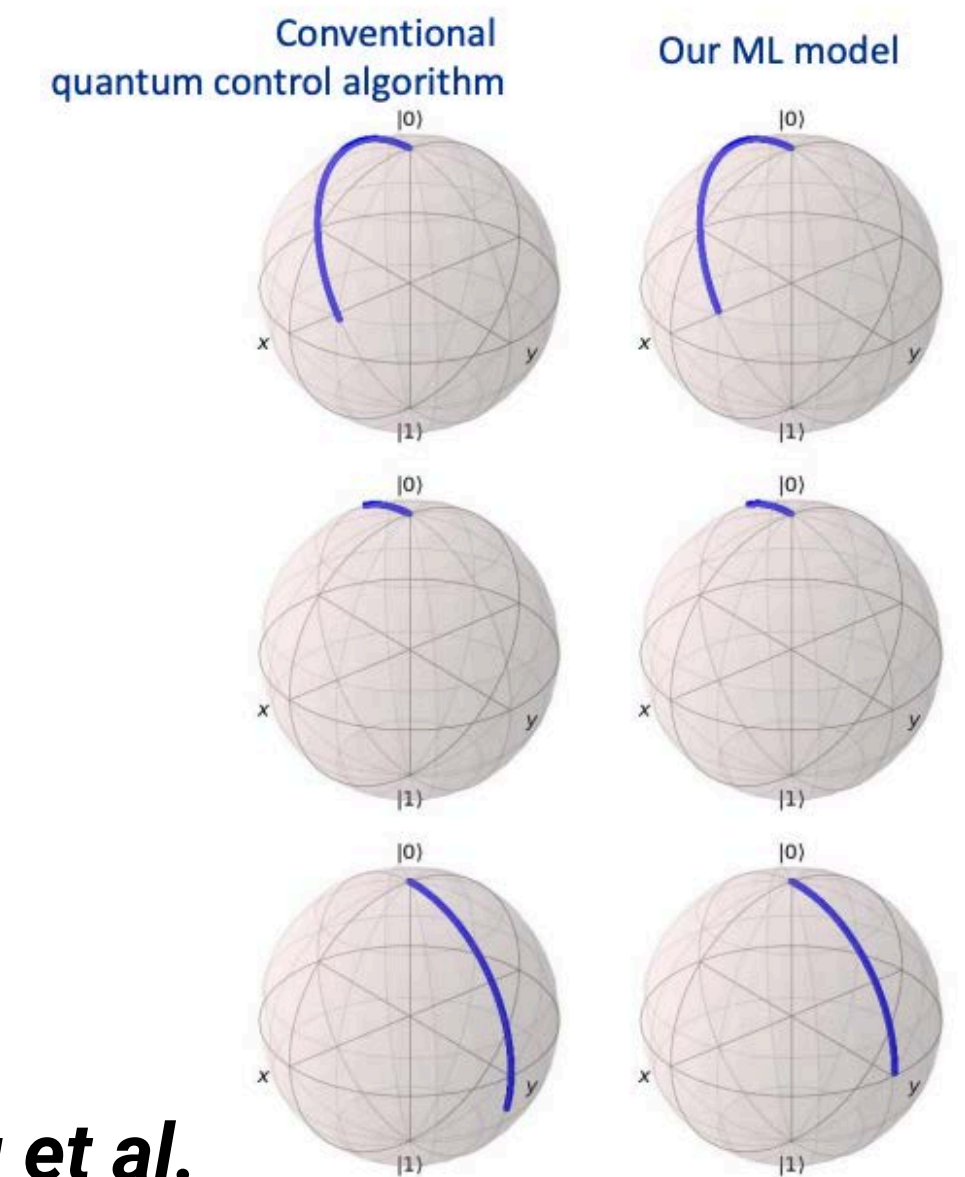 Conventional
quantum control algorithm
Our ML model
|0⟩
|0⟩
x
y
x
y
|1⟩
|1⟩
|0⟩
|0⟩
x
y
x
y
|1⟩
|1⟩
|0⟩
|0⟩
x
y
x
y
|1⟩
|1⟩
et al.